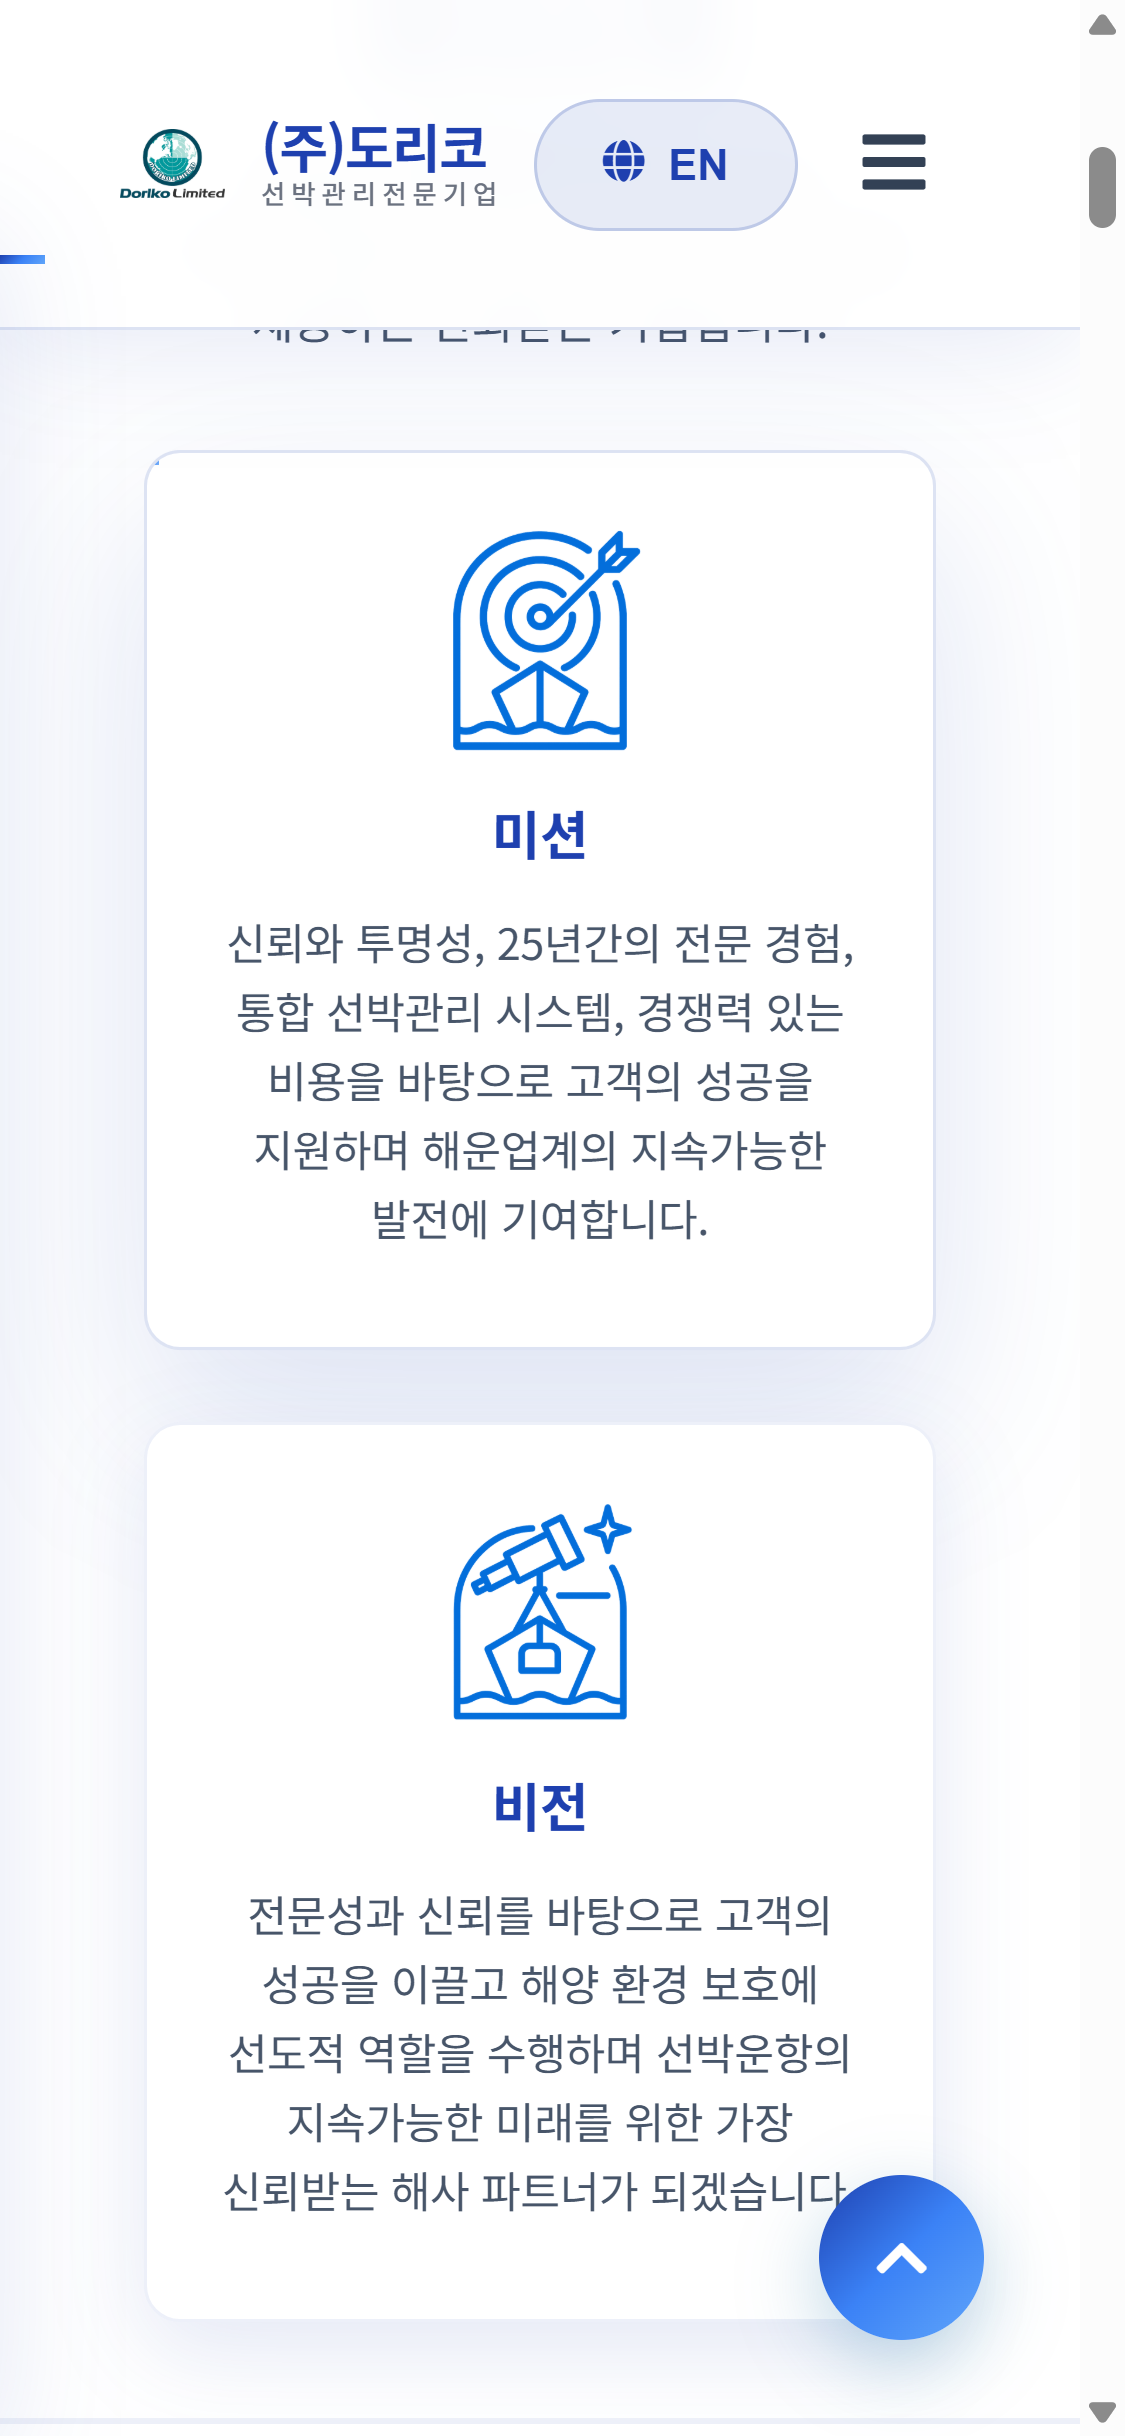 Doriko Limited
(주)도리코
선박관리전문기업
EN
미션
신뢰와 투명성, 25년간의 전문 경험,
통합 선박관리 시스템, 경쟁력 있는
비용을 바탕으로 고객의 성공을
지원하며 해운업계의 지속가능한
발전에 기여합니다.
비전
전문성과 신뢰를 바탕으로 고객의
성공을 이끌고 해양 환경 보호에
선도적 역할을 수행하며 선박운항의
지속가능한 미래를 위한 가장
신뢰받는 해사 파트너가 되겠습니다